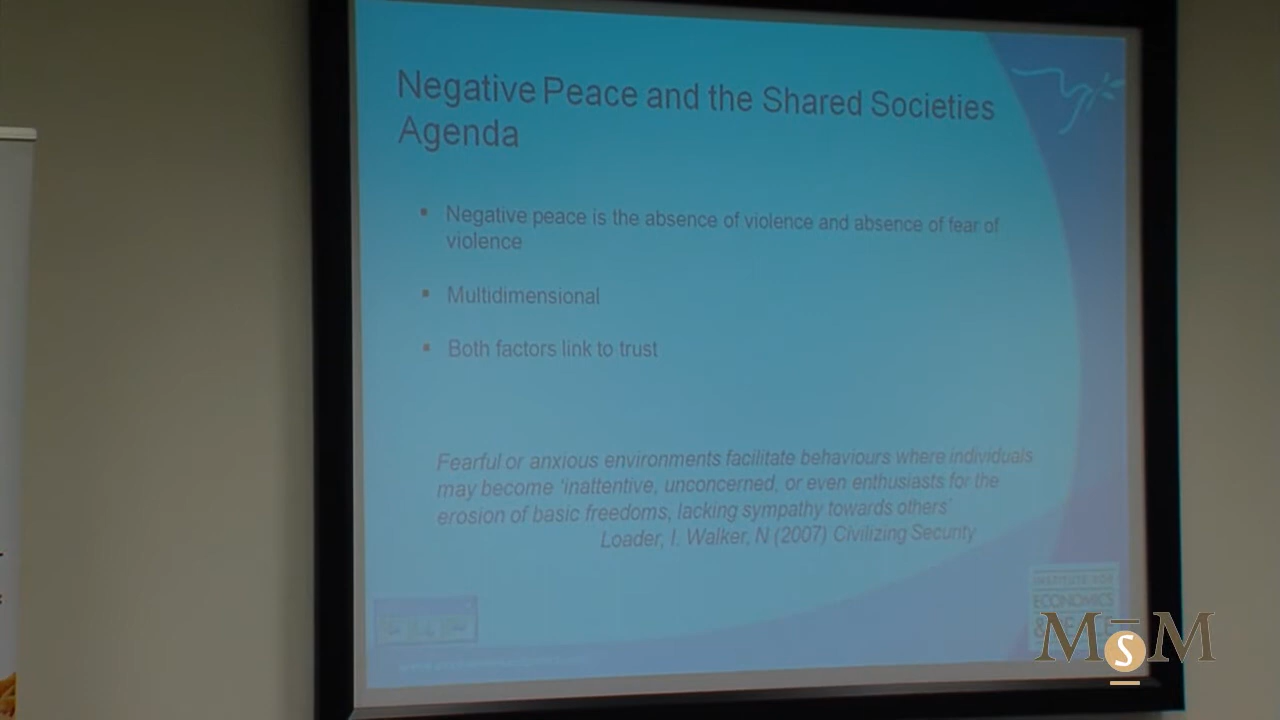 Negative Peace and the Shared Societies
Agenda
▪ Negative peace is the absence of violence and absence of fear of
violence
▪ Multidimensional
▪ Both factors link to trust
Fearful or anxious environments facilitate behaviours where individuals
may become ‘inattentive, unconcerned, or even enthusiasts for the
erosion of basic freedoms, lacking sympathy towards others’
Loader, I. Walker, N (2007) Civilizing Security
INSTITUTE FOR
ECONOMICS
MSM